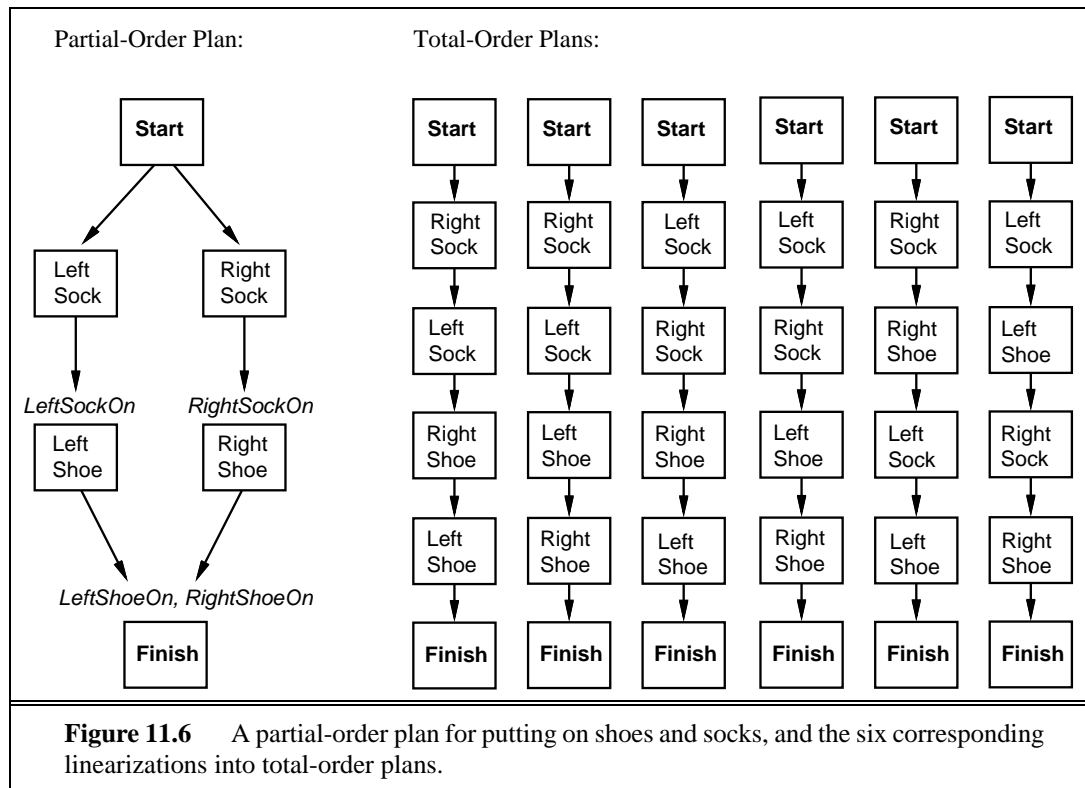 Partial-Order Plan:
Total-Order Plans:
Start
Left
Sock
Right
Sock
LeftSockOn
RightSockOn
Left
Shoe
Right
Shoe
LeftShoeOn, RightShoeOn
Finish
Start
Right
Sock
Left
Sock
Right
Shoe
Left
Shoe
Finish
Start
Right
Sock
Left
Sock
Left
Shoe
Right
Shoe
Finish
Start
Left
Sock
Right
Sock
Right
Shoe
Left
Shoe
Finish
Start
Left
Sock
Right
Sock
Left
Shoe
Right
Shoe
Finish
Start
Right
Sock
Right
Shoe
Left
Sock
Left
Shoe
Finish
Start
Left
Sock
Left
Shoe
Right
Sock
Right
Shoe
Finish
Figure 11.6 A partial-order plan for putting on shoes and socks, and the six corresponding
linearizations into total-order plans.